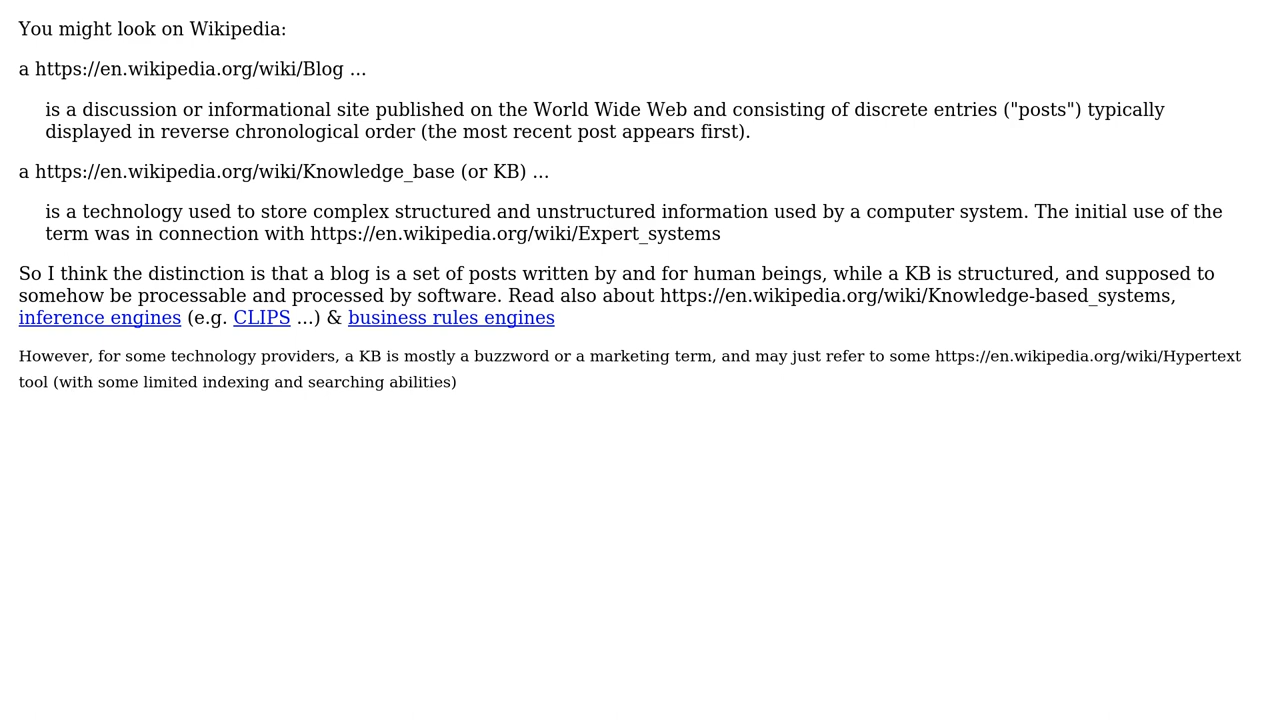 You might look on Wikipedia:
a https://en.wikipedia.org/wiki/Blog ...
is a discussion or informational site published on the World Wide Web and consisting of discrete entries ("posts") typically
displayed in reverse chronological order (the most recent post appears first).
a https://en.wikipedia.org/wiki/Knowledge_base (or KB) ...
is a technology used to store complex structured and unstructured information used by a computer system. The initial use of the
term was in connection with https://en.wikipedia.org/wiki/Expert_systems
So I think the distinction is that a blog is a set of posts written by and for human beings, while a KB is structured, and supposed to
somehow be processable and processed by software. Read also about https://en.wikipedia.org/wiki/Knowledge-based_systems,
inference engines (e.g. CLIPS ...) & business rules engines
However, for some technology providers, a KB is mostly a buzzword or a marketing term, and may just refer to some https://en.wikipedia.org/wiki/Hypertext
tool (with some limited indexing and searching abilities)